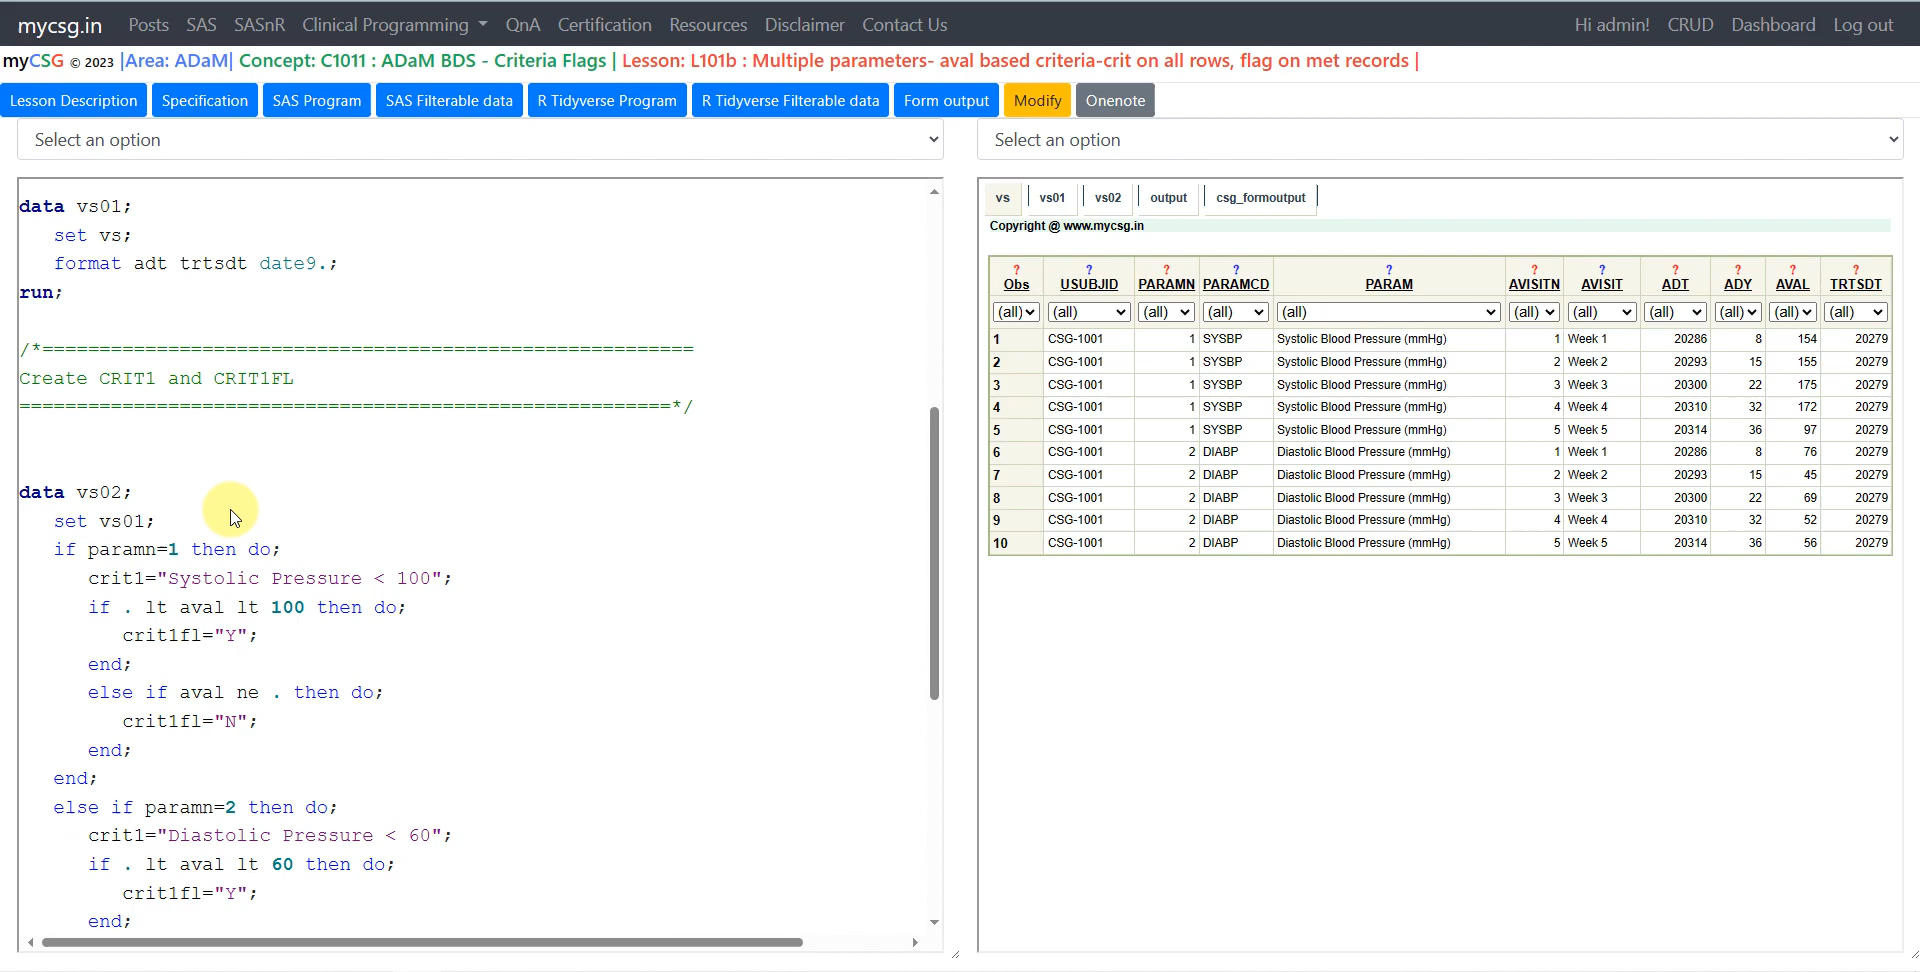 mycsg.in Posts SAS SASnR Clinical Programming QnA Certification Resources Disclaimer Contact Us Hi admin! CRUD Dashboard Log out
myCSG © 2023 |Area: ADaM| Concept: C1011 : ADaM BDS - Criteria Flags | Lesson: L101b : Multiple parameters- aval based criteria-crit on all rows, flag on met records |
Lesson Description Specification SAS Program SAS Filterable data R Tidyverse Program R Tidyverse Filterable data Form output Modify Onenote
Select an option
data vs01;
set vs;
format adt trtsdt date9.;
run;
/*=========================================================
Create CRIT1 and CRIT1FL
=========================================================*/
data vs02;
set vs01;
if paramn=1 then do;
crit1="Systolic Pressure < 100";
if . lt aval lt 100 then do;
crit1fl="Y";
end;
else if aval ne . then do;
crit1fl="N";
end;
end;
else if paramn=2 then do;
crit1="Diastolic Pressure < 60";
if . lt aval lt 60 then do;
crit1fl="Y";
end;
Select an option
vs vs01 vs02 output csg_formoutput
Copyright @ www.mycsg.in
? ? ? ? ? ? ? ? ? ? ?
Obs USUBJID PARAMN PARAMCD PARAM AVISITN AVISIT ADT ADY AVAL TRTSDT
(all) (all) (all) (all) (all) (all) (all) (all) (all) (all) (all)
1 CSG-1001 1 SYSBP Systolic Blood Pressure (mmHg) 1 Week 1 20286 8 154 20279
2 CSG-1001 1 SYSBP Systolic Blood Pressure (mmHg) 2 Week 2 20293 15 155 20279
3 CSG-1001 1 SYSBP Systolic Blood Pressure (mmHg) 3 Week 3 20300 22 175 20279
4 CSG-1001 1 SYSBP Systolic Blood Pressure (mmHg) 4 Week 4 20310 32 172 20279
5 CSG-1001 1 SYSBP Systolic Blood Pressure (mmHg) 5 Week 5 20314 36 97 20279
6 CSG-1001 2 DIABP Diastolic Blood Pressure (mmHg) 1 Week 1 20286 8 76 20279
7 CSG-1001 2 DIABP Diastolic Blood Pressure (mmHg) 2 Week 2 20293 15 45 20279
8 CSG-1001 2 DIABP Diastolic Blood Pressure (mmHg) 3 Week 3 20300 22 69 20279
9 CSG-1001 2 DIABP Diastolic Blood Pressure (mmHg) 4 Week 4 20310 32 52 20279
10 CSG-1001 2 DIABP Diastolic Blood Pressure (mmHg) 5 Week 5 20314 36 56 20279